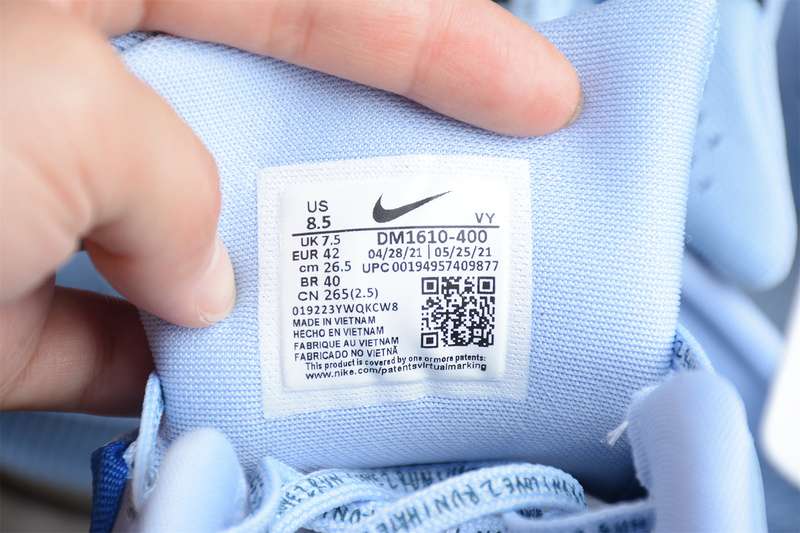 US
8.5
VY
UK 7.5
DM1610-400
EUR 42
04/28/21 | 05/25/21
cm 26.5
UPC 00194957409877
BR 40
CN 265(2.5)
019223YWQKCW8
MADE IN VIETNAM
HECHO EN VIETNAM
FABRIQUE AU VIETNAM
FABRICADO NO VIETNÃ
This product is covered by one or more patents:
www.nike.com/patentsvirtualmarking